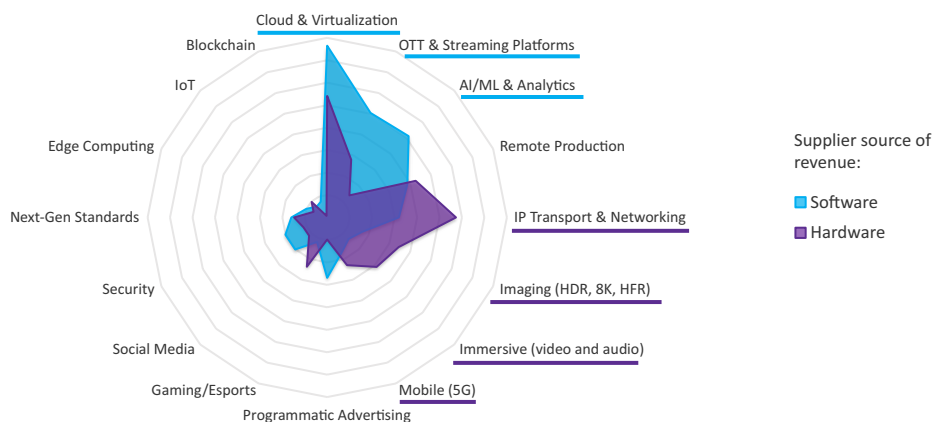 Cloud & Virtualization
Blockchain
OTT & Streaming Platforms
IoT
AI/ML & Analytics
Edge Computing
Remote Production
Supplier source of
revenue:
Software
Hardware
Next-Gen Standards
IP Transport & Networking
Security
Imaging (HDR, 8K, HFR)
Social Media
Immersive (video and audio)
Gaming/Esports
Mobile (5G)
Programmatic Advertising